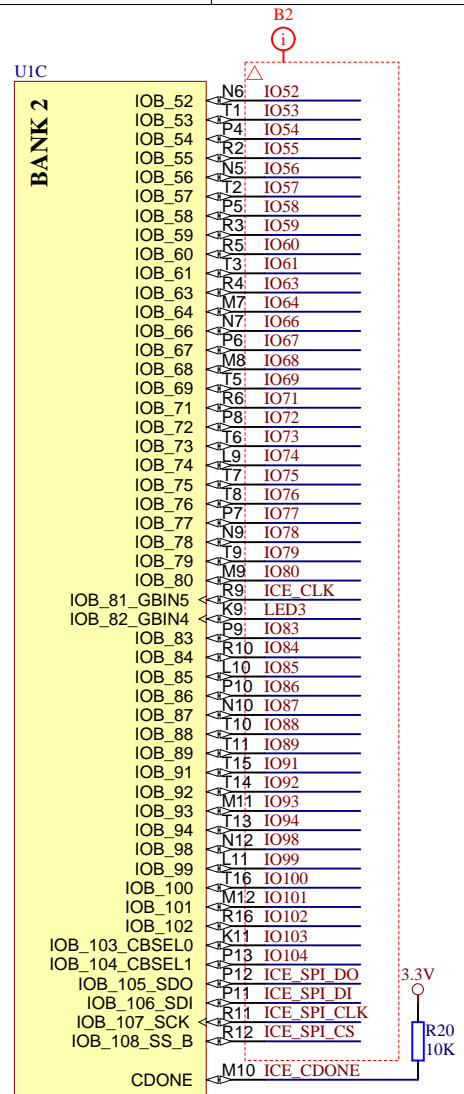 B2
i
U1C
BANK 2
IOB_52 N6 IO52
IOB_53 T1 IO53
IOB_54 P4 IO54
IOB_55 R2 IO55
IOB_56 N5 IO56
IOB_57 T2 IO57
IOB_58 P5 IO58
IOB_59 R3 IO59
IOB_60 R5 IO60
IOB_61 T3 IO61
IOB_63 R4 IO63
IOB_64 M7 IO64
IOB_66 N7 IO66
IOB_67 P6 IO67
IOB_68 M8 IO68
IOB_69 T5 IO69
IOB_71 R6 IO71
IOB_72 P8 IO72
IOB_73 T6 IO73
IOB_74 L9 IO74
IOB_75 T7 IO75
IOB_76 T8 IO76
IOB_77 P7 IO77
IOB_78 N9 IO78
IOB_79 T9 IO79
IOB_80 M9 IO80
IOB_81_GBIN5 R9 ICE_CLK
IOB_82_GBIN4 K9 LED3
IOB_83 P9 IO83
IOB_84 R10 IO84
IOB_85 L10 IO85
IOB_86 P10 IO86
IOB_87 N10 IO87
IOB_88 T10 IO88
IOB_89 T11 IO89
IOB_91 T15 IO91
IOB_92 T14 IO92
IOB_93 M11 IO93
IOB_94 T13 IO94
IOB_98 N12 IO98
IOB_99 L11 IO99
IOB_100 T16 IO100
IOB_101 M12 IO101
IOB_102 R16 IO102
IOB_103_CBSEL0 K11 IO103
IOB_104_CBSEL1 P13 IO104
IOB_105_SDO P12 ICE_SPI_DO
IOB_106_SDI P11 ICE_SPI_DI
IOB_107_SCK R11 ICE_SPI_CLK
IOB_108_SS_B R12 ICE_SPI_CS
CDONE M10 ICE_CDONE
3.3V
R20
10K